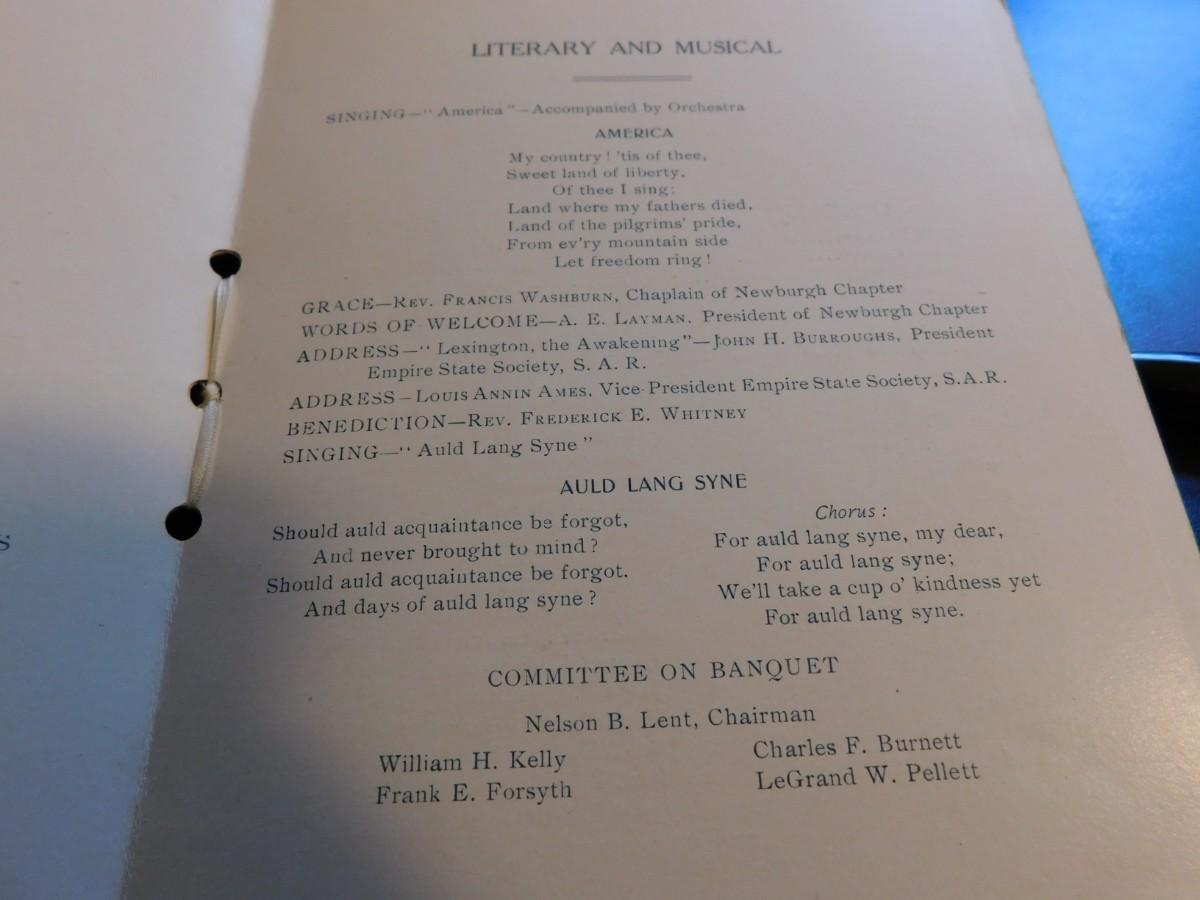 LITERARY AND MUSICAL
SINGING—"America"—Accompanied by Orchestra
AMERICA
My country! 'tis of thee,
Sweet land of liberty,
Of thee I sing;
Land where my fathers died,
Land of the pilgrims' pride,
From ev'ry mountain side
Let freedom ring!
GRACE—REV. FRANCIS WASHBURN, Chaplain of Newburgh Chapter
WORDS OF WELCOME—A. E. LAYMAN, President of Newburgh Chapter
ADDRESS—"Lexington, the Awakening"—JOHN H. BURROUGHS, President
Empire State Society, S. A. R.
ADDRESS—LOUIS ANNIN AMES, Vice-President Empire State Society, S.A.R.
BENEDICTION—REV. FREDERICK E. WHITNEY
SINGING—"Auld Lang Syne"
AULD LANG SYNE
Should auld acquaintance be forgot,
And never brought to mind?
Should auld acquaintance be forgot.
And days of auld lang syne?
Chorus:
For auld lang syne, my dear,
For auld lang syne;
We'll take a cup o' kindness yet
For auld lang syne.
COMMITTEE ON BANQUET
Nelson B. Lent, Chairman
William H. Kelly
Charles F. Burnett
Frank E. Forsyth
LeGrand W. Pellett
s